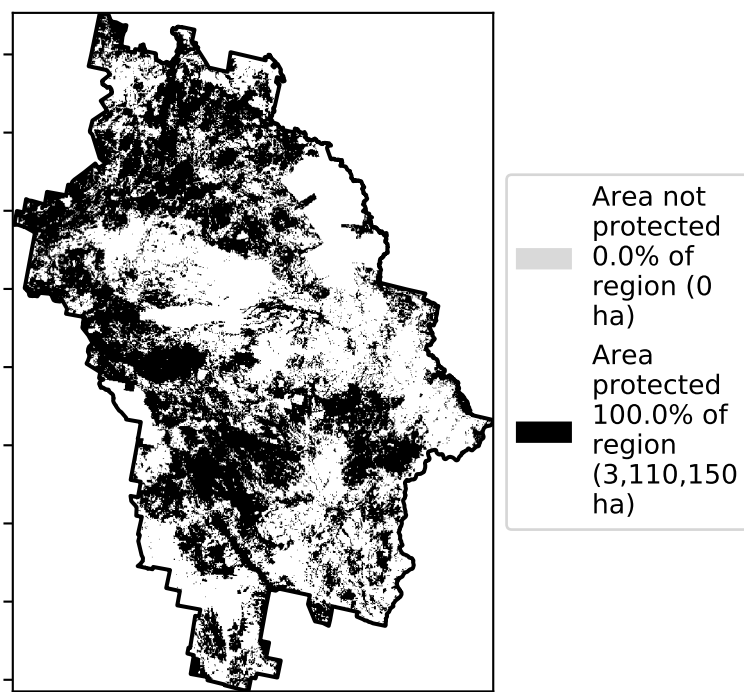 Area not
protected
0.0% of
region (0
ha)
Area
protected
100.0% of
region
(3,110,150
ha)